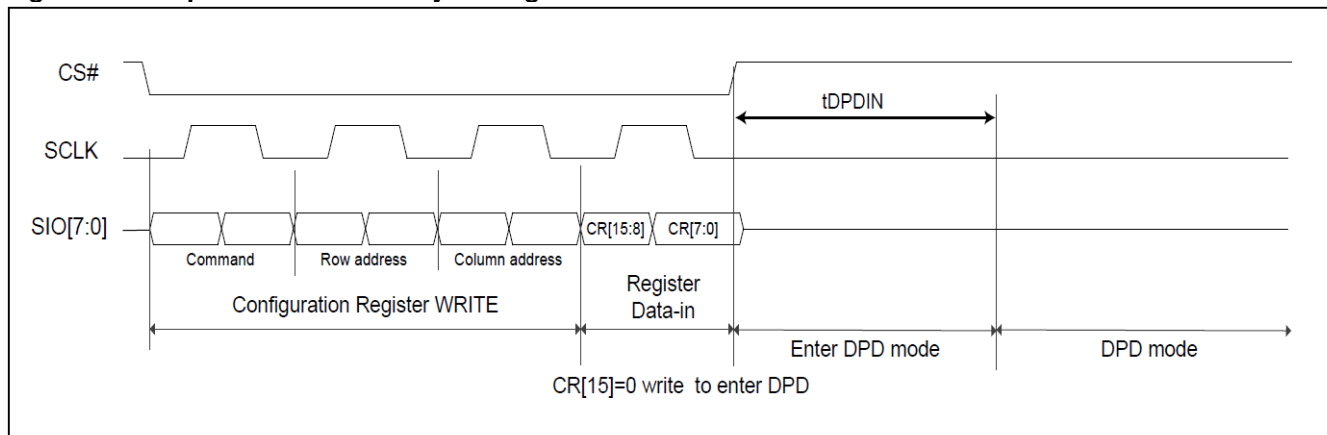 CS#
tDPDIN
SCLK
SIO[7:0]
CR[15:8] CR[7:0]
Command Row address Column address
Register
Data-in
Configuration Register WRITE
Enter DPD mode DPD mode
CR[15]=0 write to enter DPD